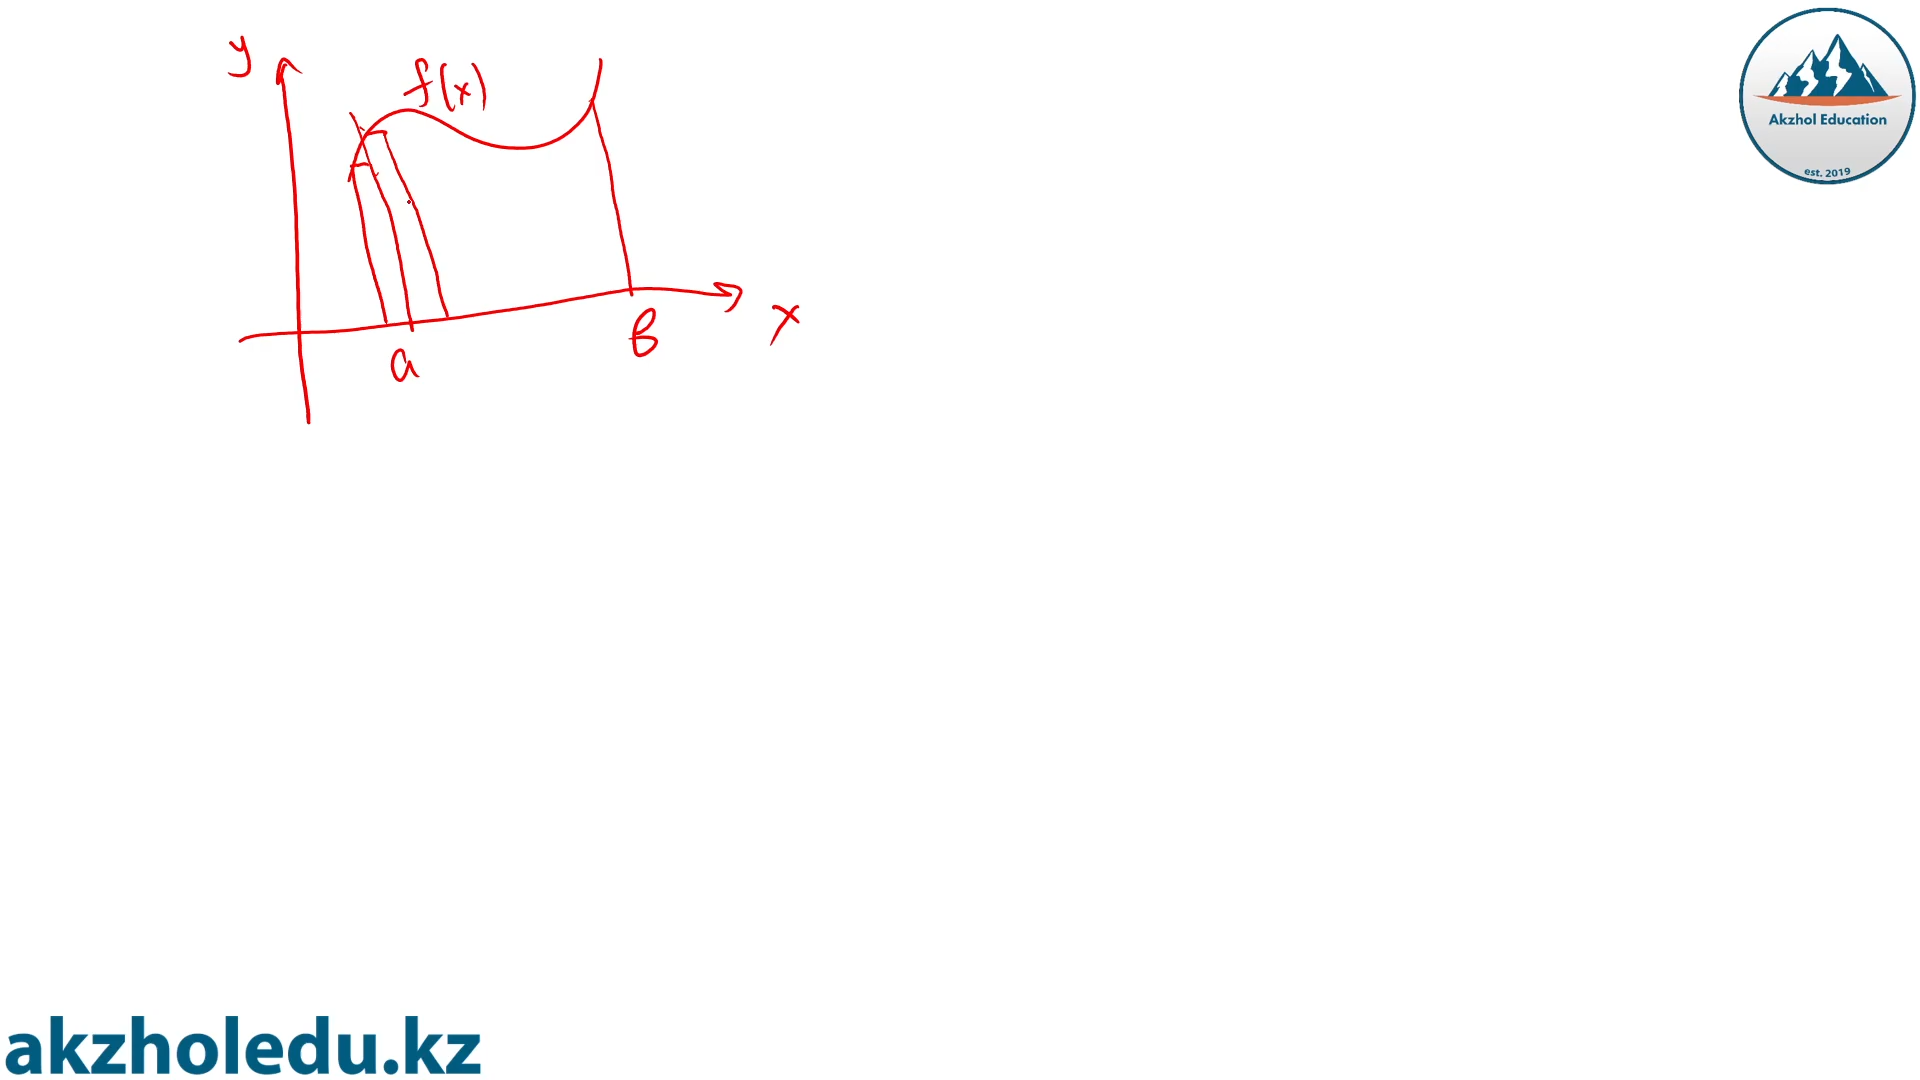 y
f(x)
a
в
x
Akzhol Education
est. 2019
akzholedu.kz